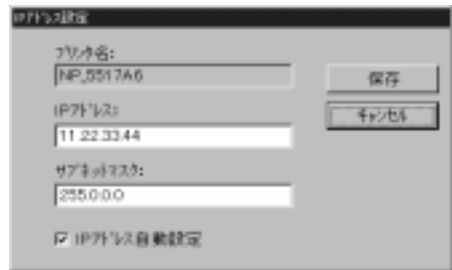 IPｱﾄﾞﾚｽ設定
ﾌﾟﾘﾝﾀ名:
NP_5517A6
保存
IPｱﾄﾞﾚｽ:
ｷｬﾝｾﾙ
11.22.33.44
ｻﾌﾞﾈｯﾄﾏｽｸ:
255.0.0.0
IPｱﾄﾞﾚｽ自動設定